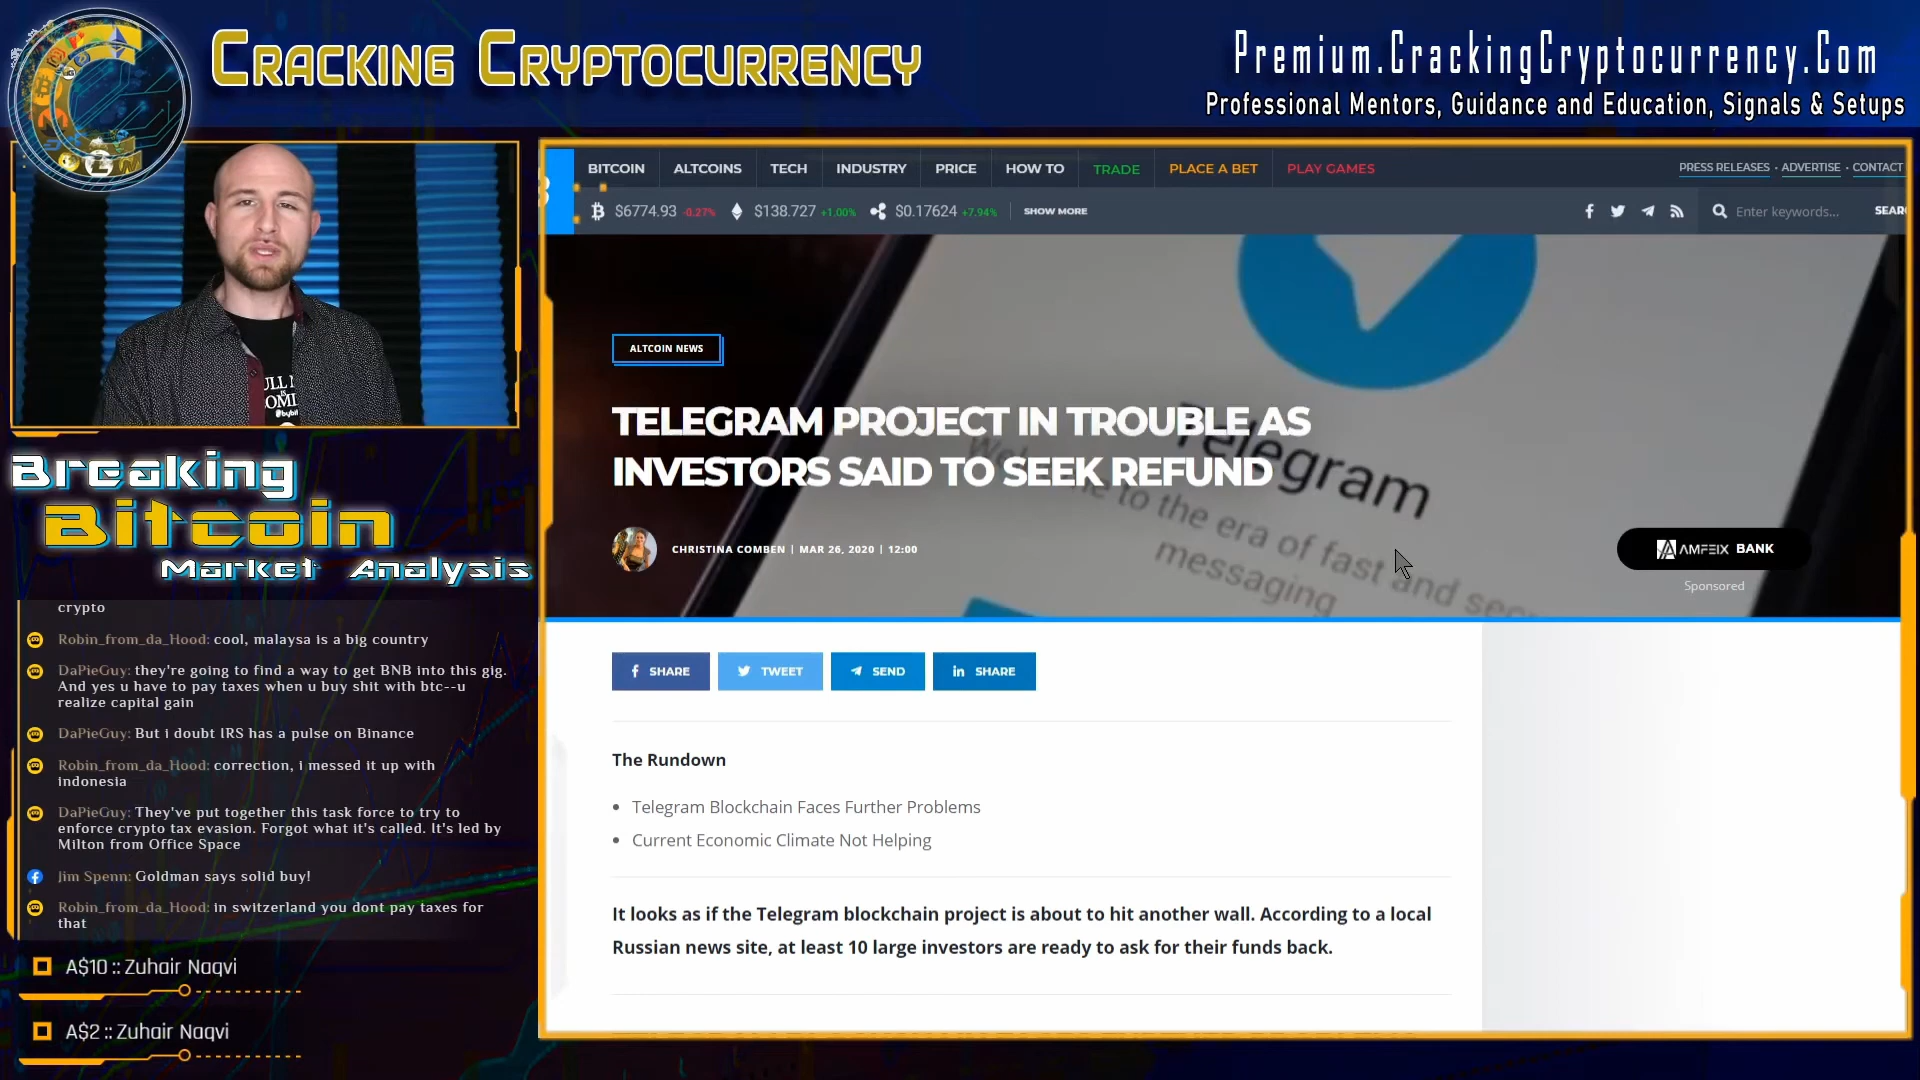 Cracking Cryptocurrency
Premium.CrackingCryptocurrency.Com
Professional Mentors, Guidance and Education, Signals & Setups
BITCOIN ALTCOINS TECH INDUSTRY PRICE HOW TO TRADE PLACE A BET PLAY GAMES
PRESS RELEASES · ADVERTISE · CONTACT
$6774.93 -0.27% $138.727 +1.00% $0.17624 +7.94% SHOW MORE
Enter keywords...
ALTCOIN NEWS
TELEGRAM PROJECT IN TROUBLE AS
INVESTORS SAID TO SEEK REFUND
CHRISTINA COMBEN | MAR 26, 2020 | 12:00
Telegram
to the era of fast and
messaging
AMFEIX BANK
Sponsored
SHARE TWEET SEND SHARE
The Rundown
• Telegram Blockchain Faces Further Problems
• Current Economic Climate Not Helping
It looks as if the Telegram blockchain project is about to hit another wall. According to a local
Russian news site, at least 10 large investors are ready to ask for their funds back.
@bybit
Breaking
Bitcoin
Market Analysis
crypto
Robin_from_da_Hood: cool, malaysa is a big country
DaPieGuy: they're going to find a way to get BNB into this gig.
And yes u have to pay taxes when u buy shit with btc--u
realize capital gain
DaPieGuy: But i doubt IRS has a pulse on Binance
Robin_from_da_Hood: correction, i messed it up with
indonesia
DaPieGuy: They've put together this task force to try to
enforce crypto tax evasion. Forgot what it's called. It's led by
Milton from Office Space
Jim Spenn: Goldman says solid buy!
Robin_from_da_Hood: in switzerland you dont pay taxes for
that
A$10 :: Zuhair Naqvi
A$2 :: Zuhair Naqvi